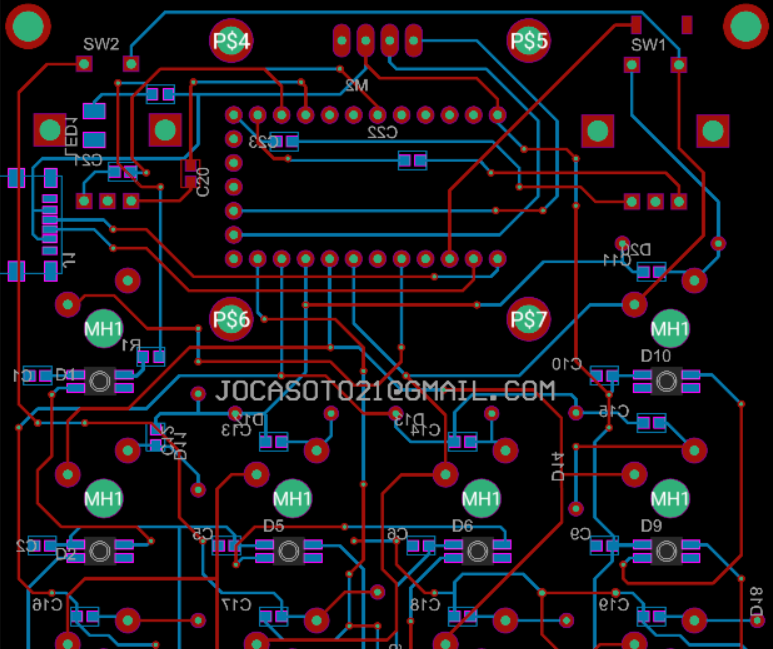 SW2
P$4
P$5
SW1
M2
LED1
C22
C23
C21
C20
J1
D20
C11
P$6
P$7
MH1
MH1
R1
C10
D10
C1
D1
JOCASOTO21@GMAIL.COM
C15
C13
C14
D13
D11
D14
MH1
MH1
MH1
MH1
C5
D5
C6
D6
C9
D9
C2
D2
C16
C17
C18
C19
D18